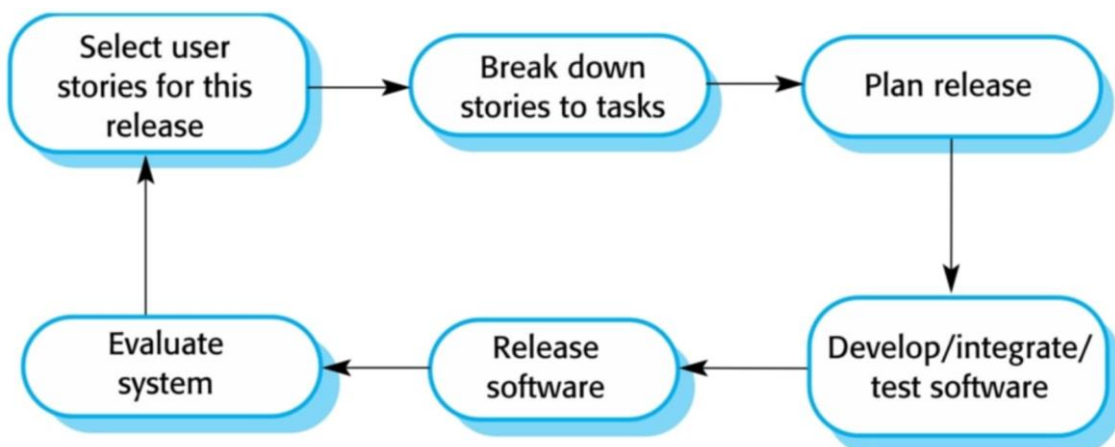 Select user
stories for this
release
Break down
stories to tasks
Plan release
Evaluate
system
Release
software
Develop/integrate/
test software